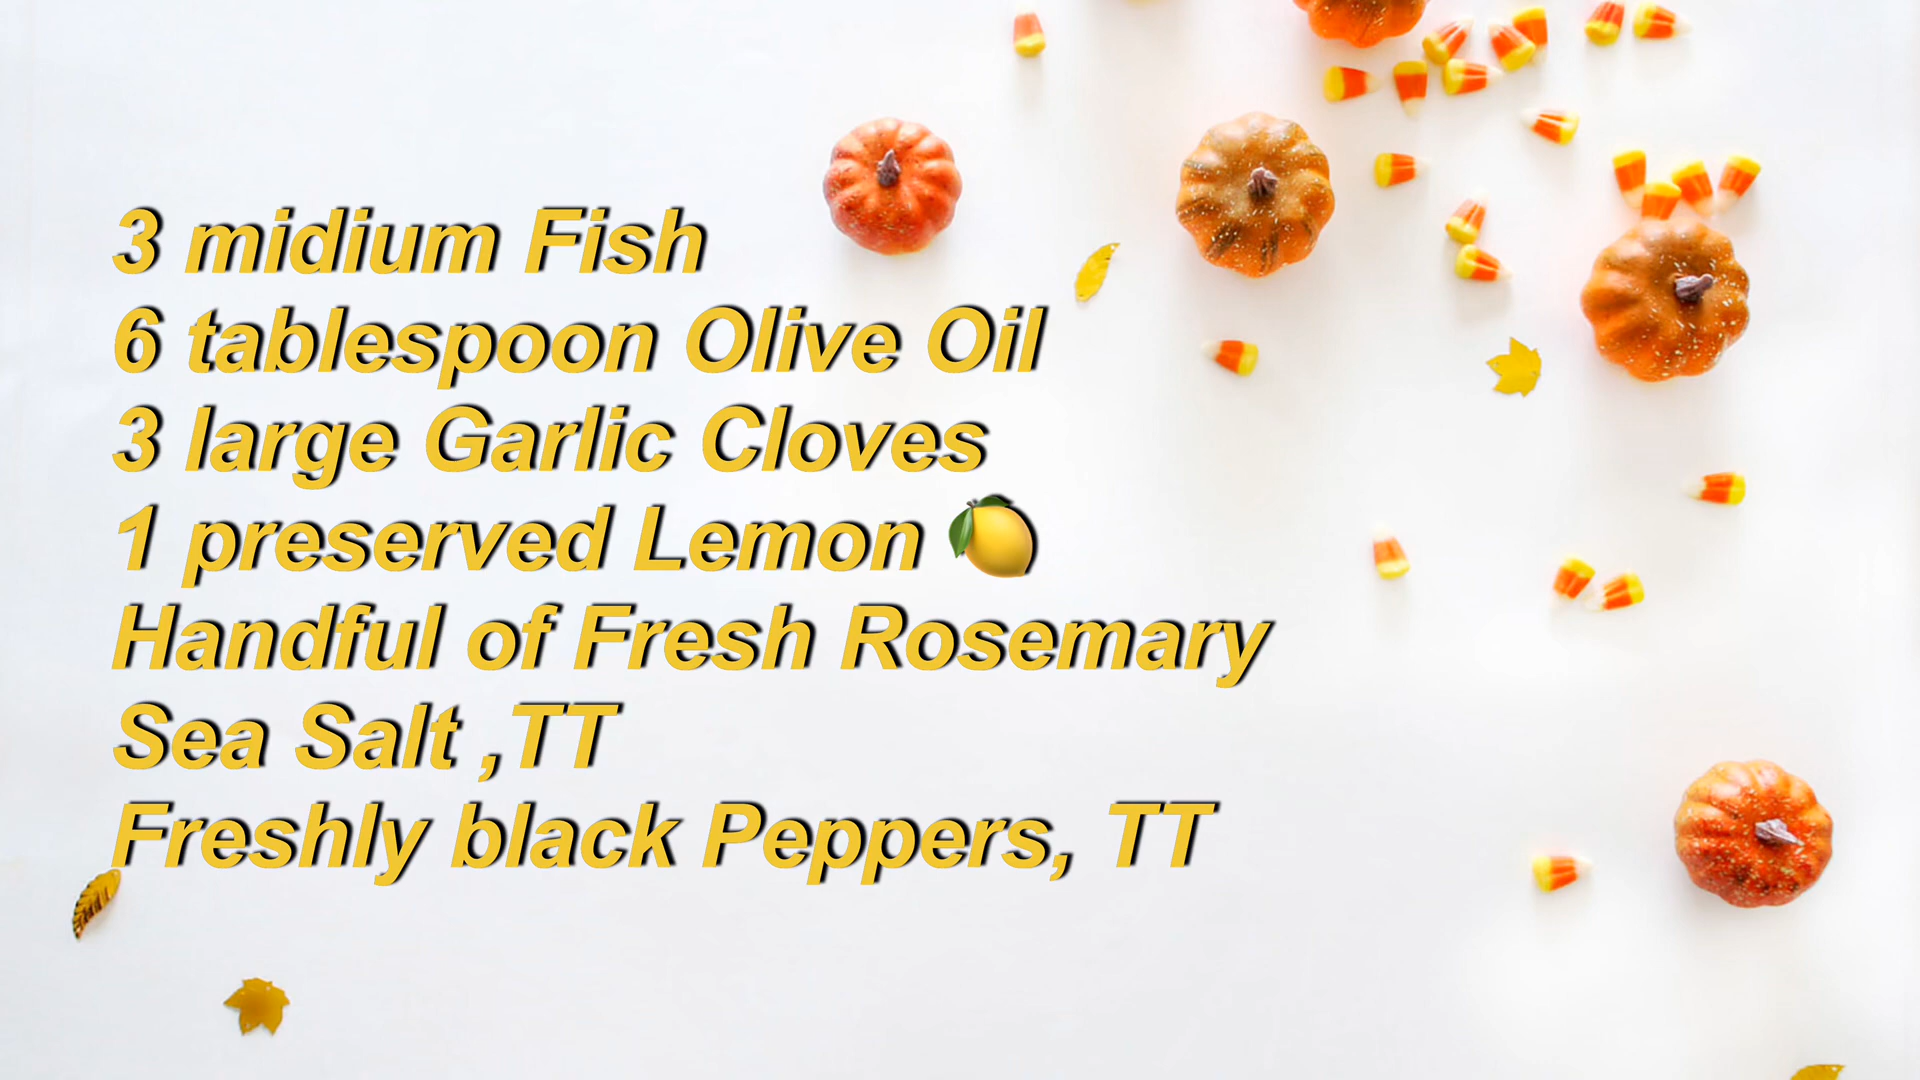 3 midium Fish
6 tablespoon Olive Oil
3 large Garlic Cloves
1 preserved Lemon 🍋
Handful of Fresh Rosemary
Sea Salt ,TT
Freshly black Peppers, TT